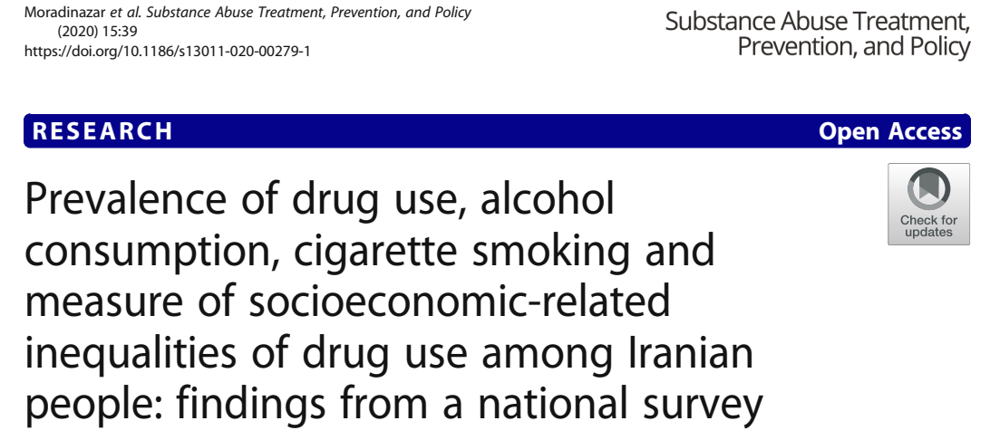 Moradinazar et al. Substance Abuse Treatment, Prevention, and Policy
(2020) 15:39
https://doi.org/10.1186/s13011-020-00279-1
Substance Abuse Treatment,
Prevention, and Policy
RESEARCH
Open Access
Check for
updates
Prevalence of drug use, alcohol
consumption, cigarette smoking and
measure of socioeconomic-related
inequalities of drug use among Iranian
people: findings from a national survey